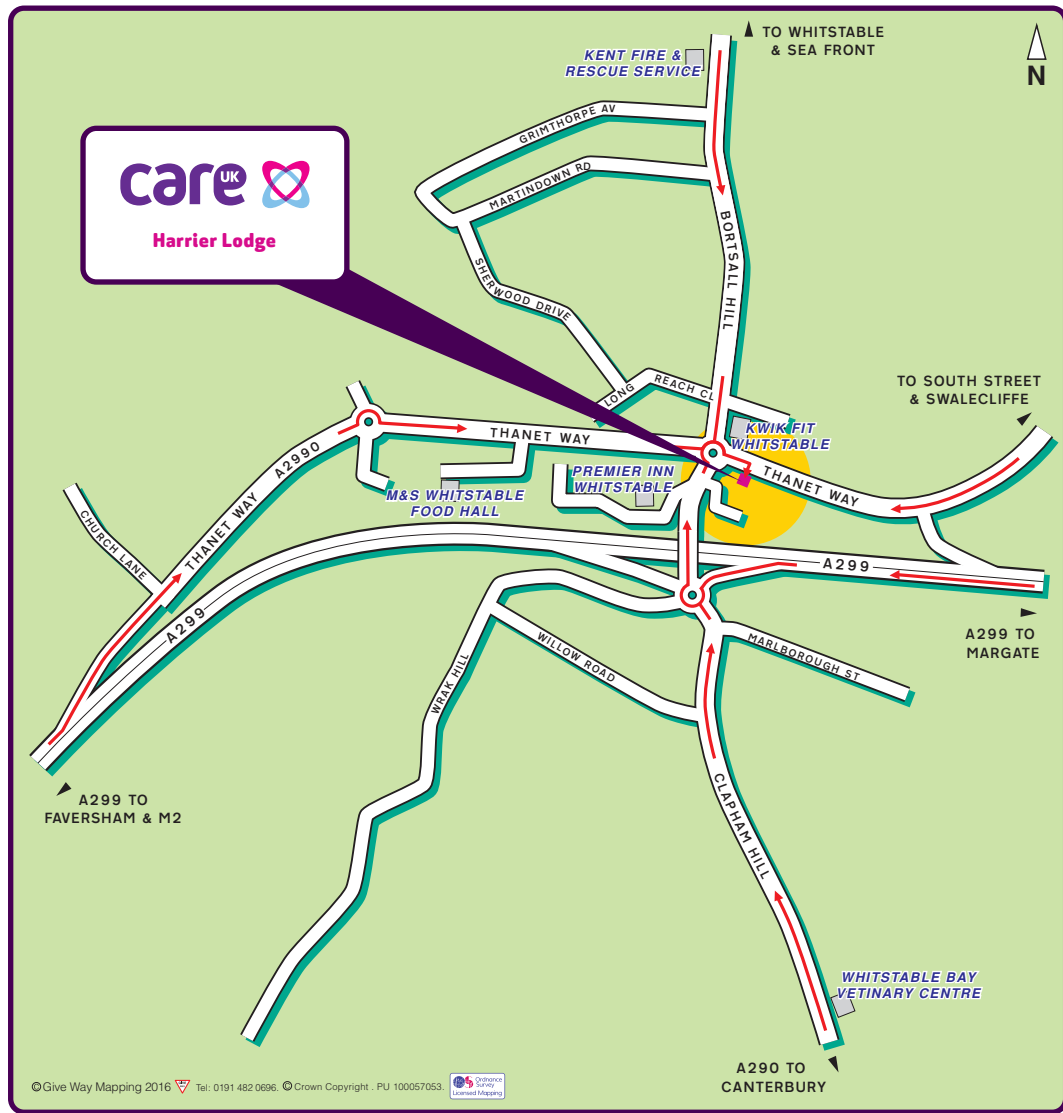 TO WHITSTABLE
& SEA FRONT
N
KENT FIRE &
RESCUE SERVICE
GRIMTHORPE AV
MARTINDOWN RD
care UK
Harrier Lodge
BORTSALL HILL
SHERWOOD DRIVE
LONG REACH CL
TO SOUTH STREET
& SWALECLIFFE
KWIK FIT
WHITSTABLE
THANET WAY
THANET WAY
PREMIER INN
WHITSTABLE
M&S WHITSTABLE
FOOD HALL
THANET WAY A2990
CHURCH LANE
A299
A299
A299 TO
MARGATE
MARLBOROUGH ST
WILLOW ROAD
WRAK HILL
A299 TO
FAVERSHAM & M2
CLAPHAM HILL
WHITSTABLE BAY
VETINARY CENTRE
A290 TO
CANTERBURY
©Give Way Mapping 2016 Tel: 0191 482 0696. © Crown Copyright . PU 100057053.
Ordnance
Survey
Licensed Mapping